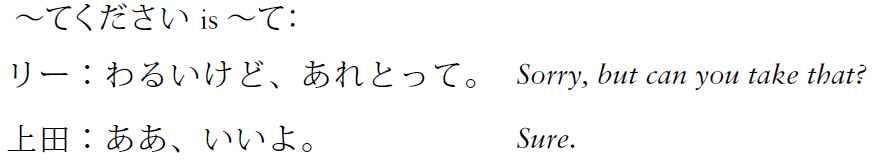 〜てください is 〜て:
リー：わるいけど、あれとって。 Sorry, but can you take that?
上田：ああ、いいよ。 Sure.